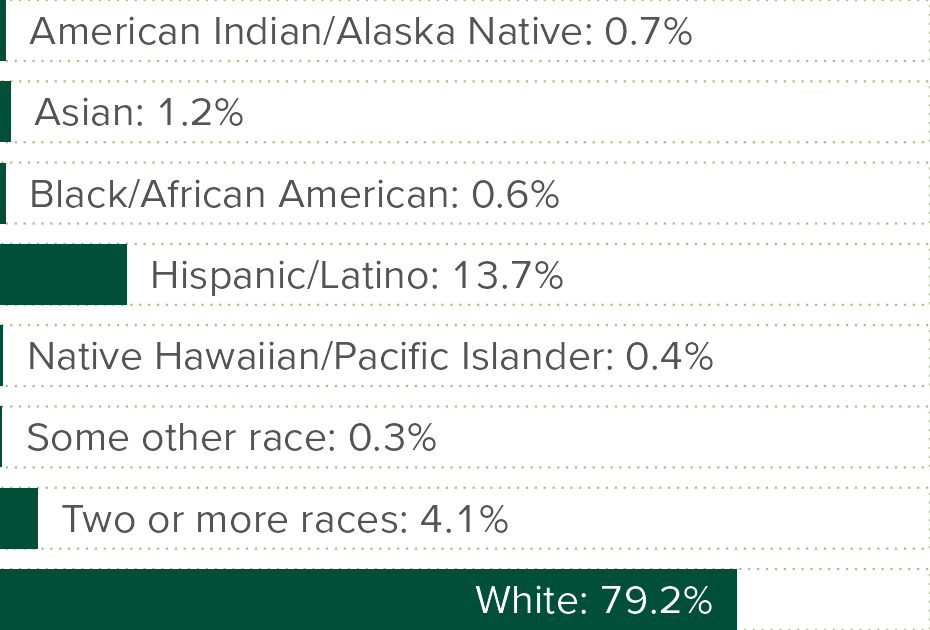 American Indian/Alaska Native: 0.7%
Asian: 1.2%
Black/African American: 0.6%
Hispanic/Latino: 13.7%
Native Hawaiian/Pacific Islander: 0.4%
Some other race: 0.3%
Two or more races: 4.1%
White: 79.2%